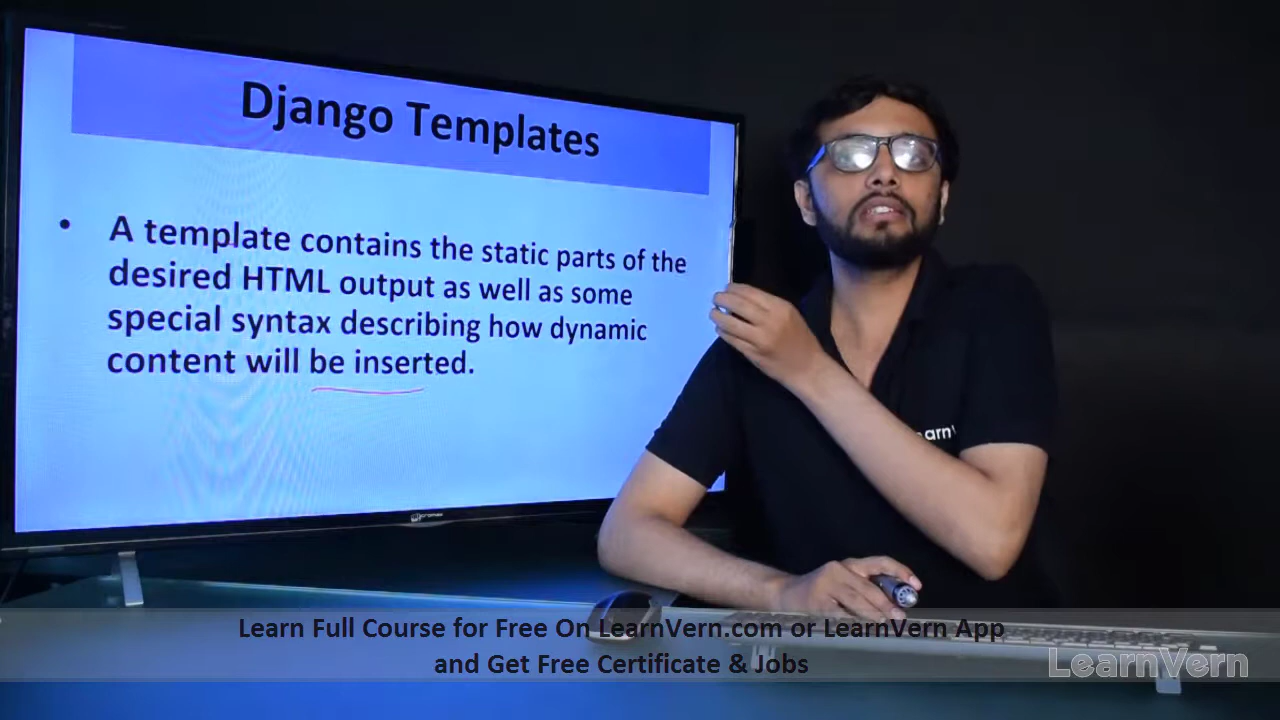 Django Templates
• A template contains the static parts of the
desired HTML output as well as some
special syntax describing how dynamic
content will be inserted.
arn
Learn Full Course for Free On LearnVern.com or LearnVern App
and Get Free Certificate & Jobs
LearnVern